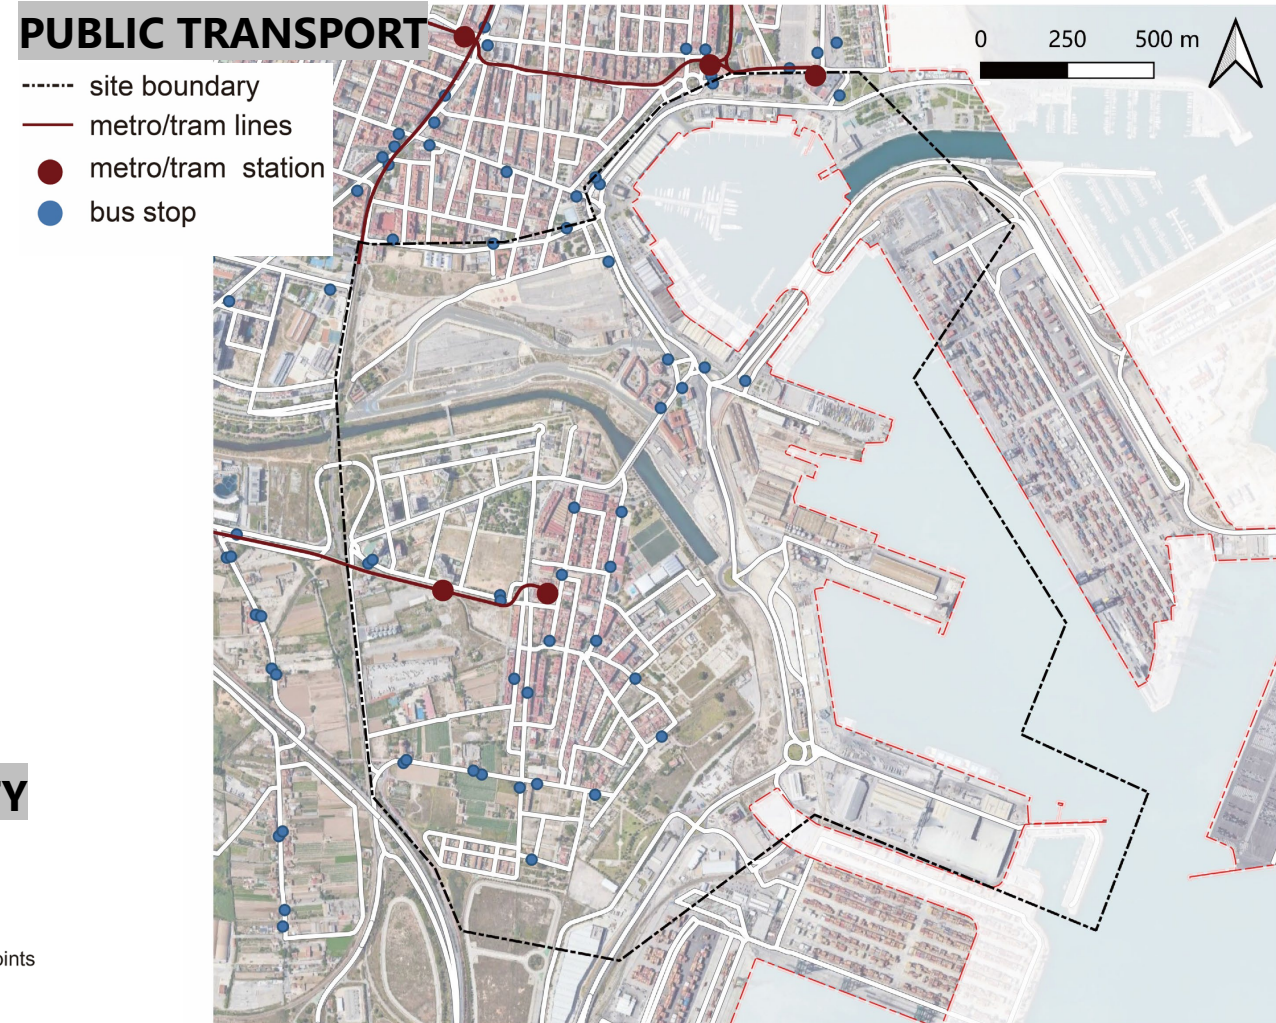 PUBLIC TRANSPORT
site boundary
metro/tram lines
metro/tram station
bus stop
0 250 500 m
Y
oints